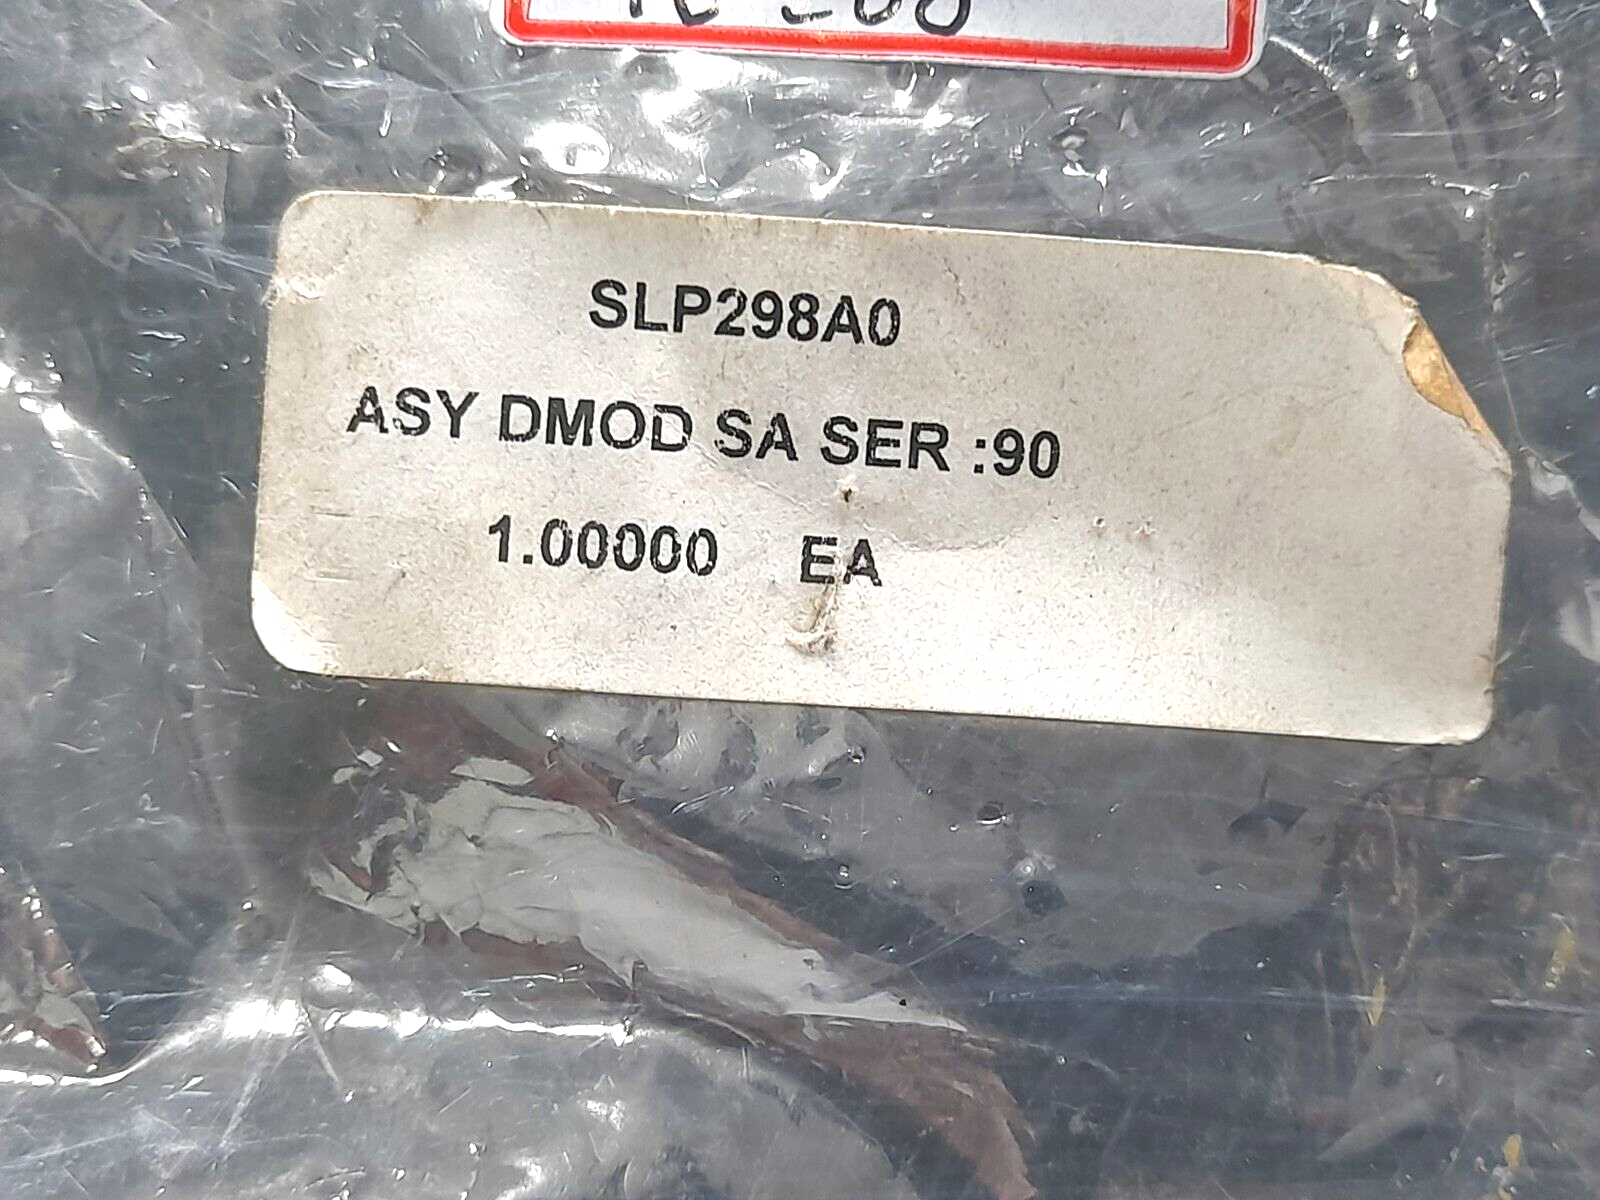 SLP298A0
ASY DMOD SA SER :90
1.00000 EA